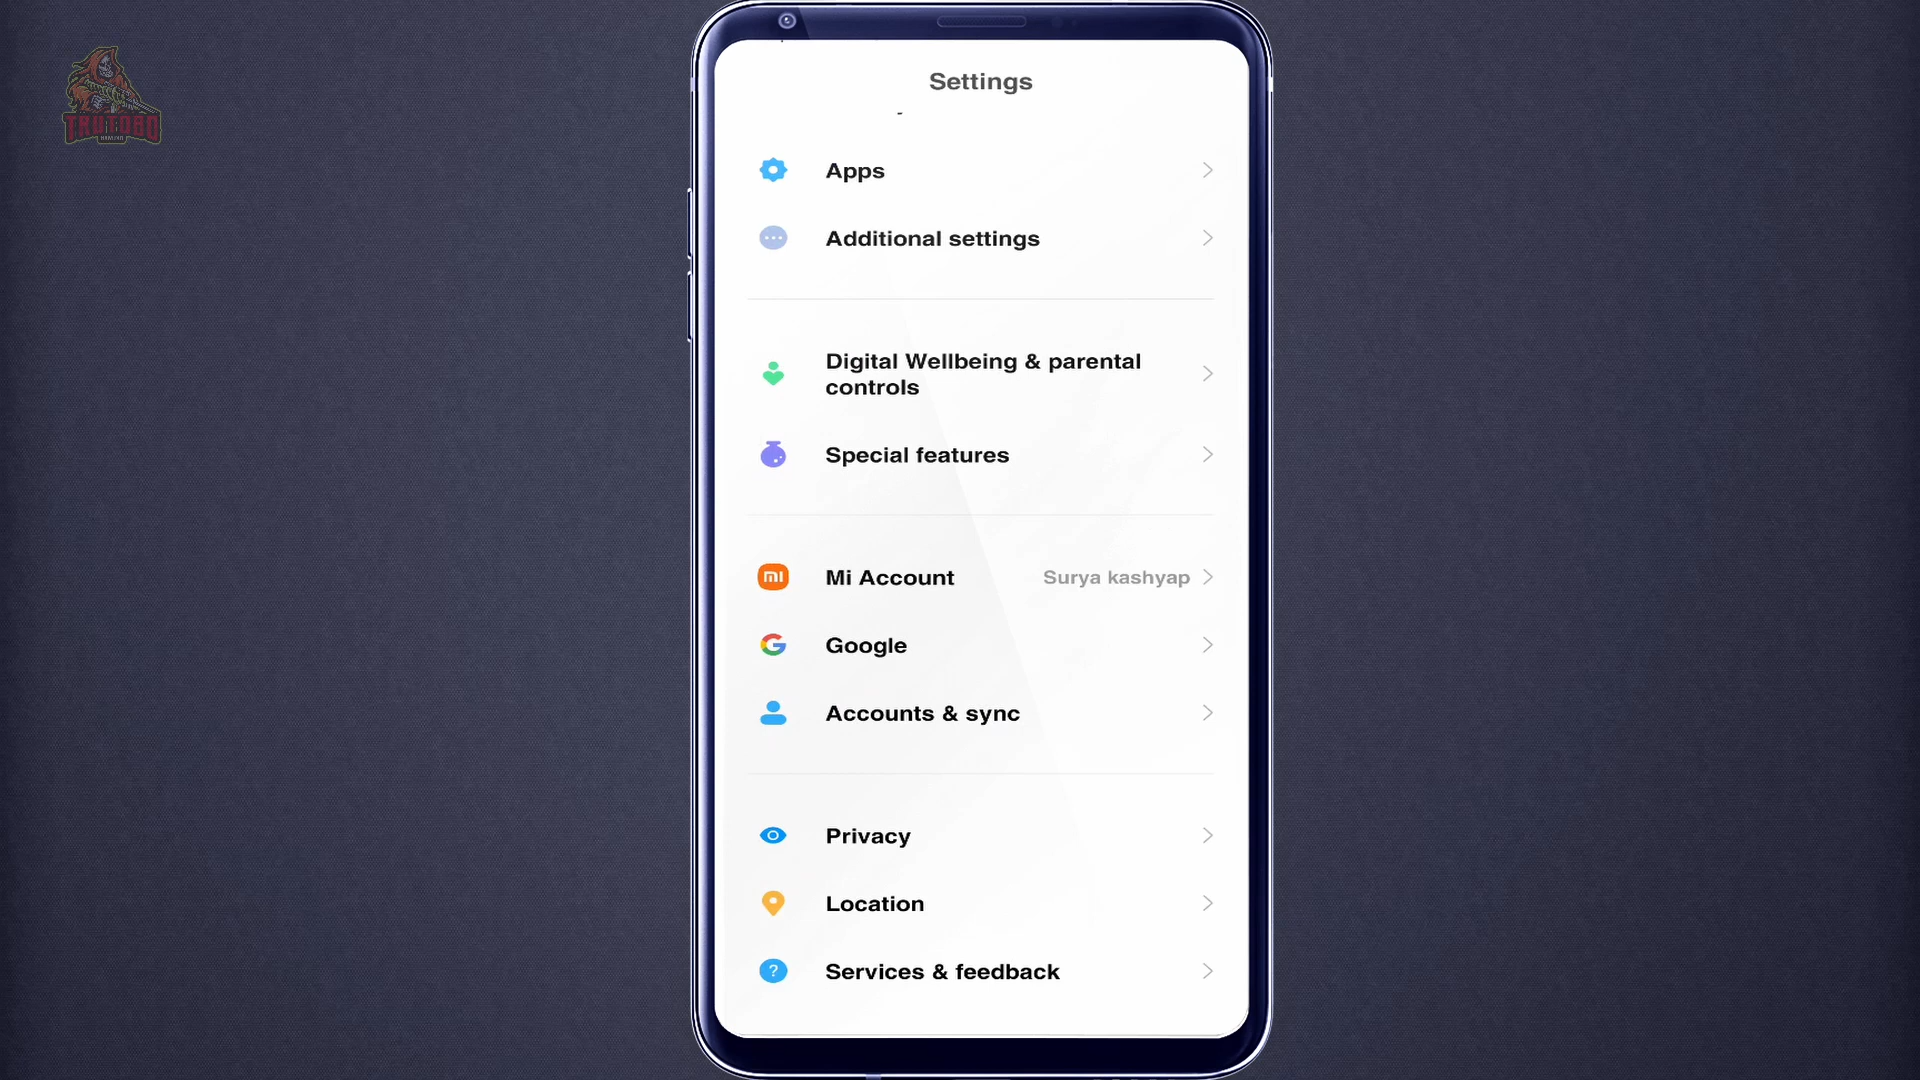 Settings
Apps
Additional settings
Digital Wellbeing & parental
controls
Special features
mi
Mi Account
Surya kashyap
Google
Accounts & sync
Privacy
Location
?
Services & feedback